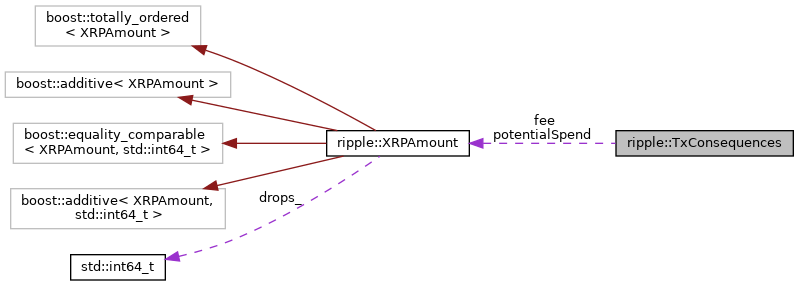 boost::totally_ordered
< XRPAmount >
boost::additive< XRPAmount >
boost::equality_comparable
< XRPAmount, std::int64_t >
boost::additive< XRPAmount,
std::int64_t >
std::int64_t
drops_
ripple::XRPAmount
fee
potentialSpend
ripple::TxConsequences